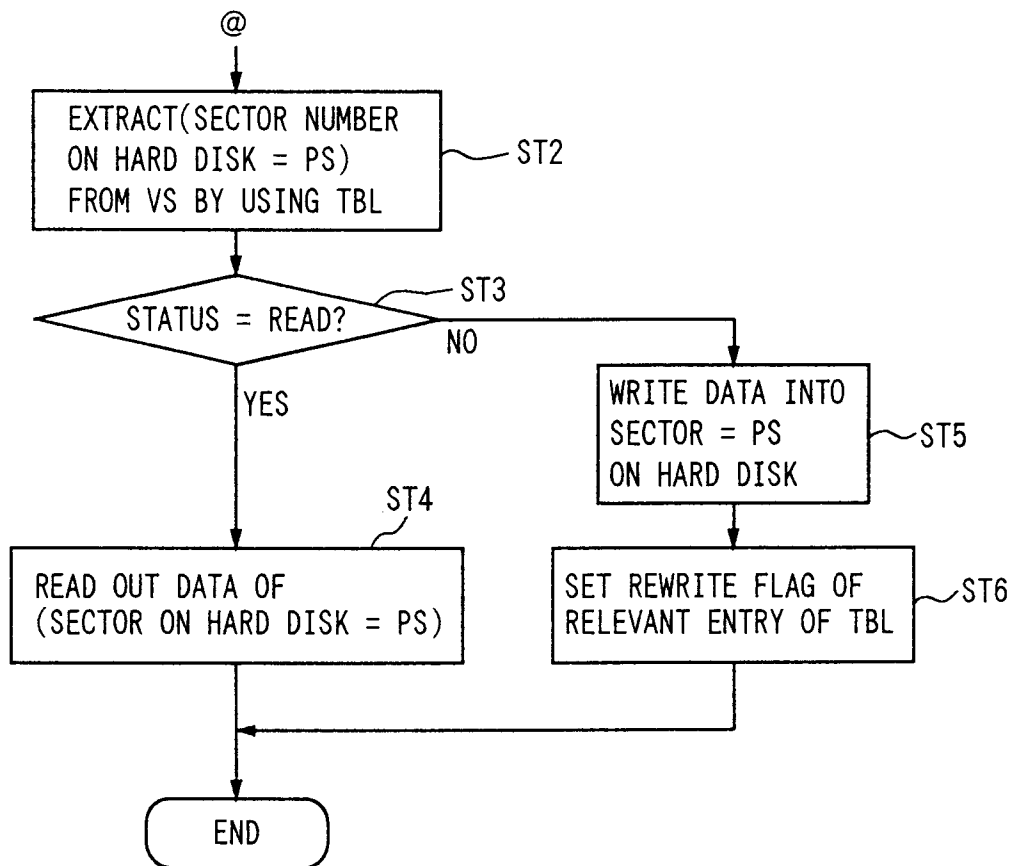 @
EXTRACT(SECTOR NUMBER
ON HARD DISK = PS)
FROM VS BY USING TBL
ST2
STATUS = READ?
ST3
NO
YES
WRITE DATA INTO
SECTOR = PS
ON HARD DISK
ST5
ST4
READ OUT DATA OF
(SECTOR ON HARD DISK = PS)
SET REWRITE FLAG OF
RELEVANT ENTRY OF TBL
ST6
END